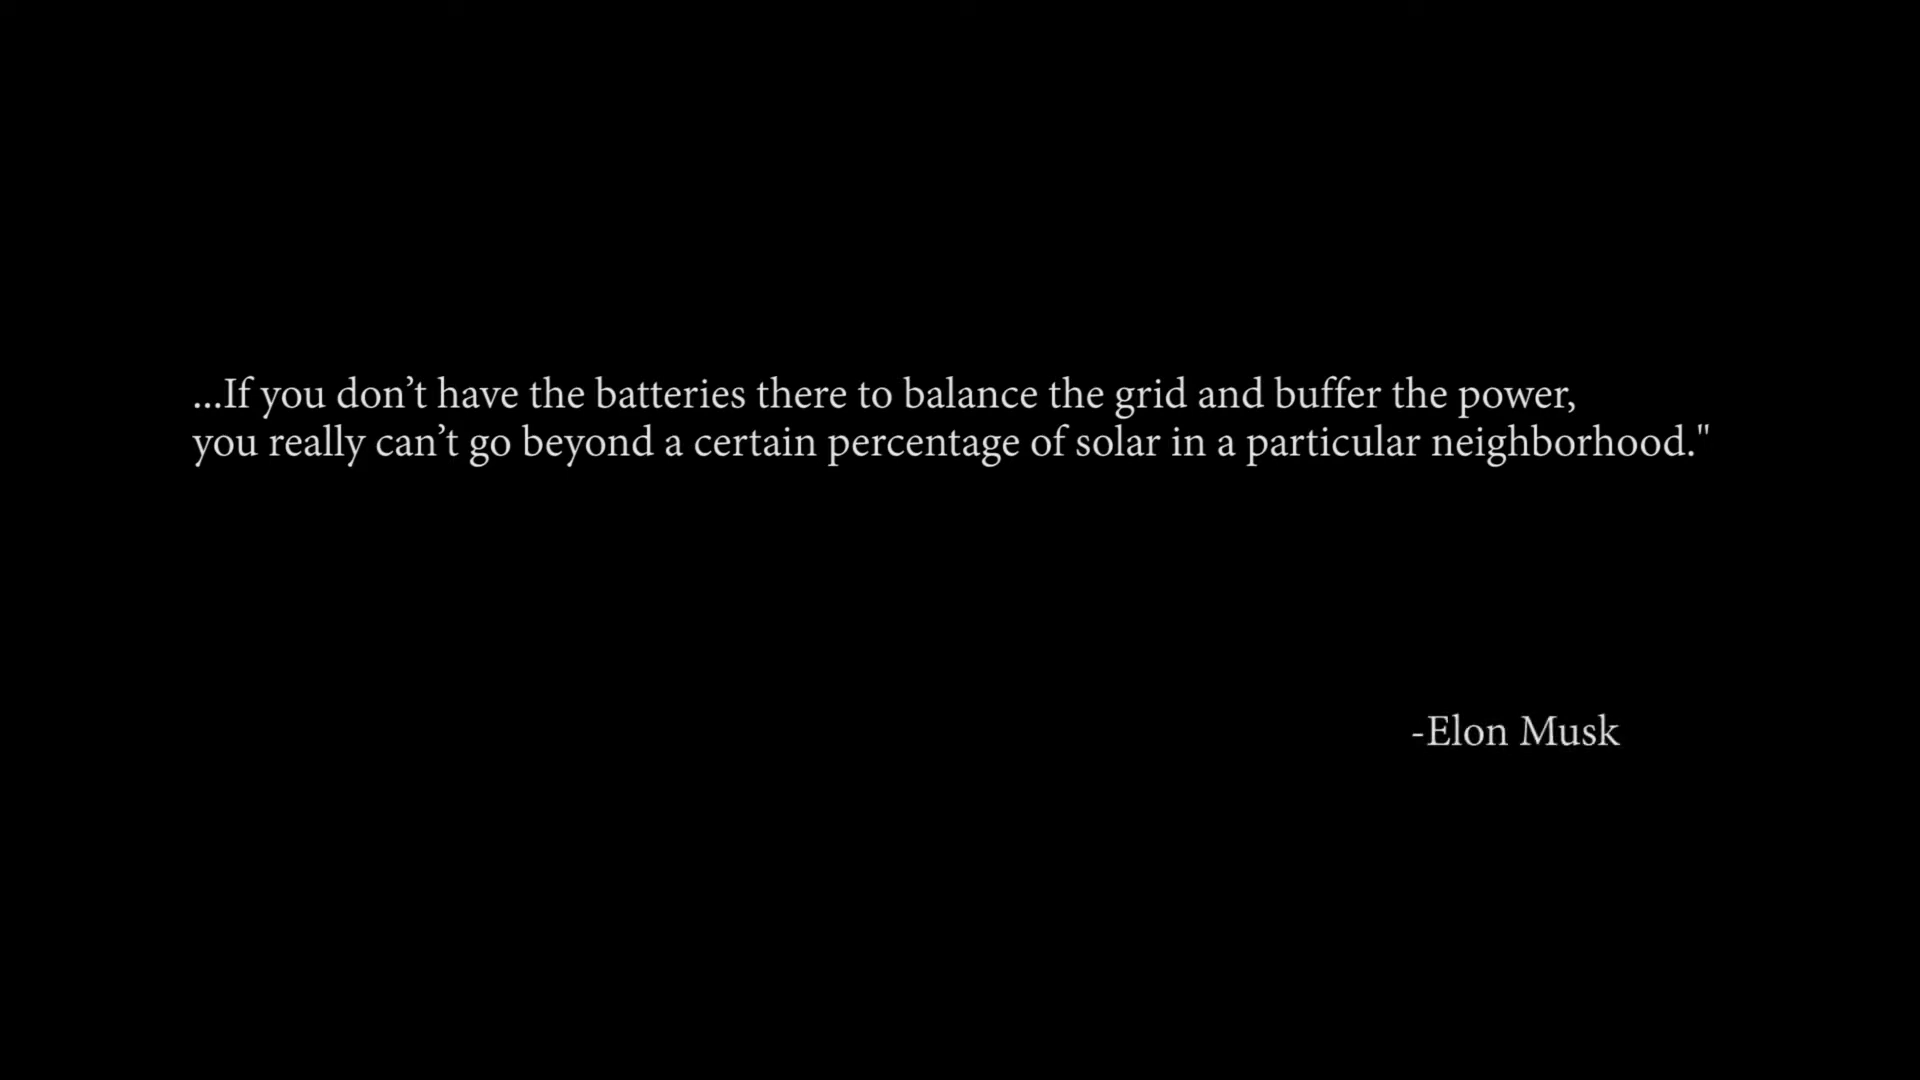 ...If you don’t have the batteries there to balance the grid and buffer the power,
you really can’t go beyond a certain percentage of solar in a particular neighborhood."
-Elon Musk